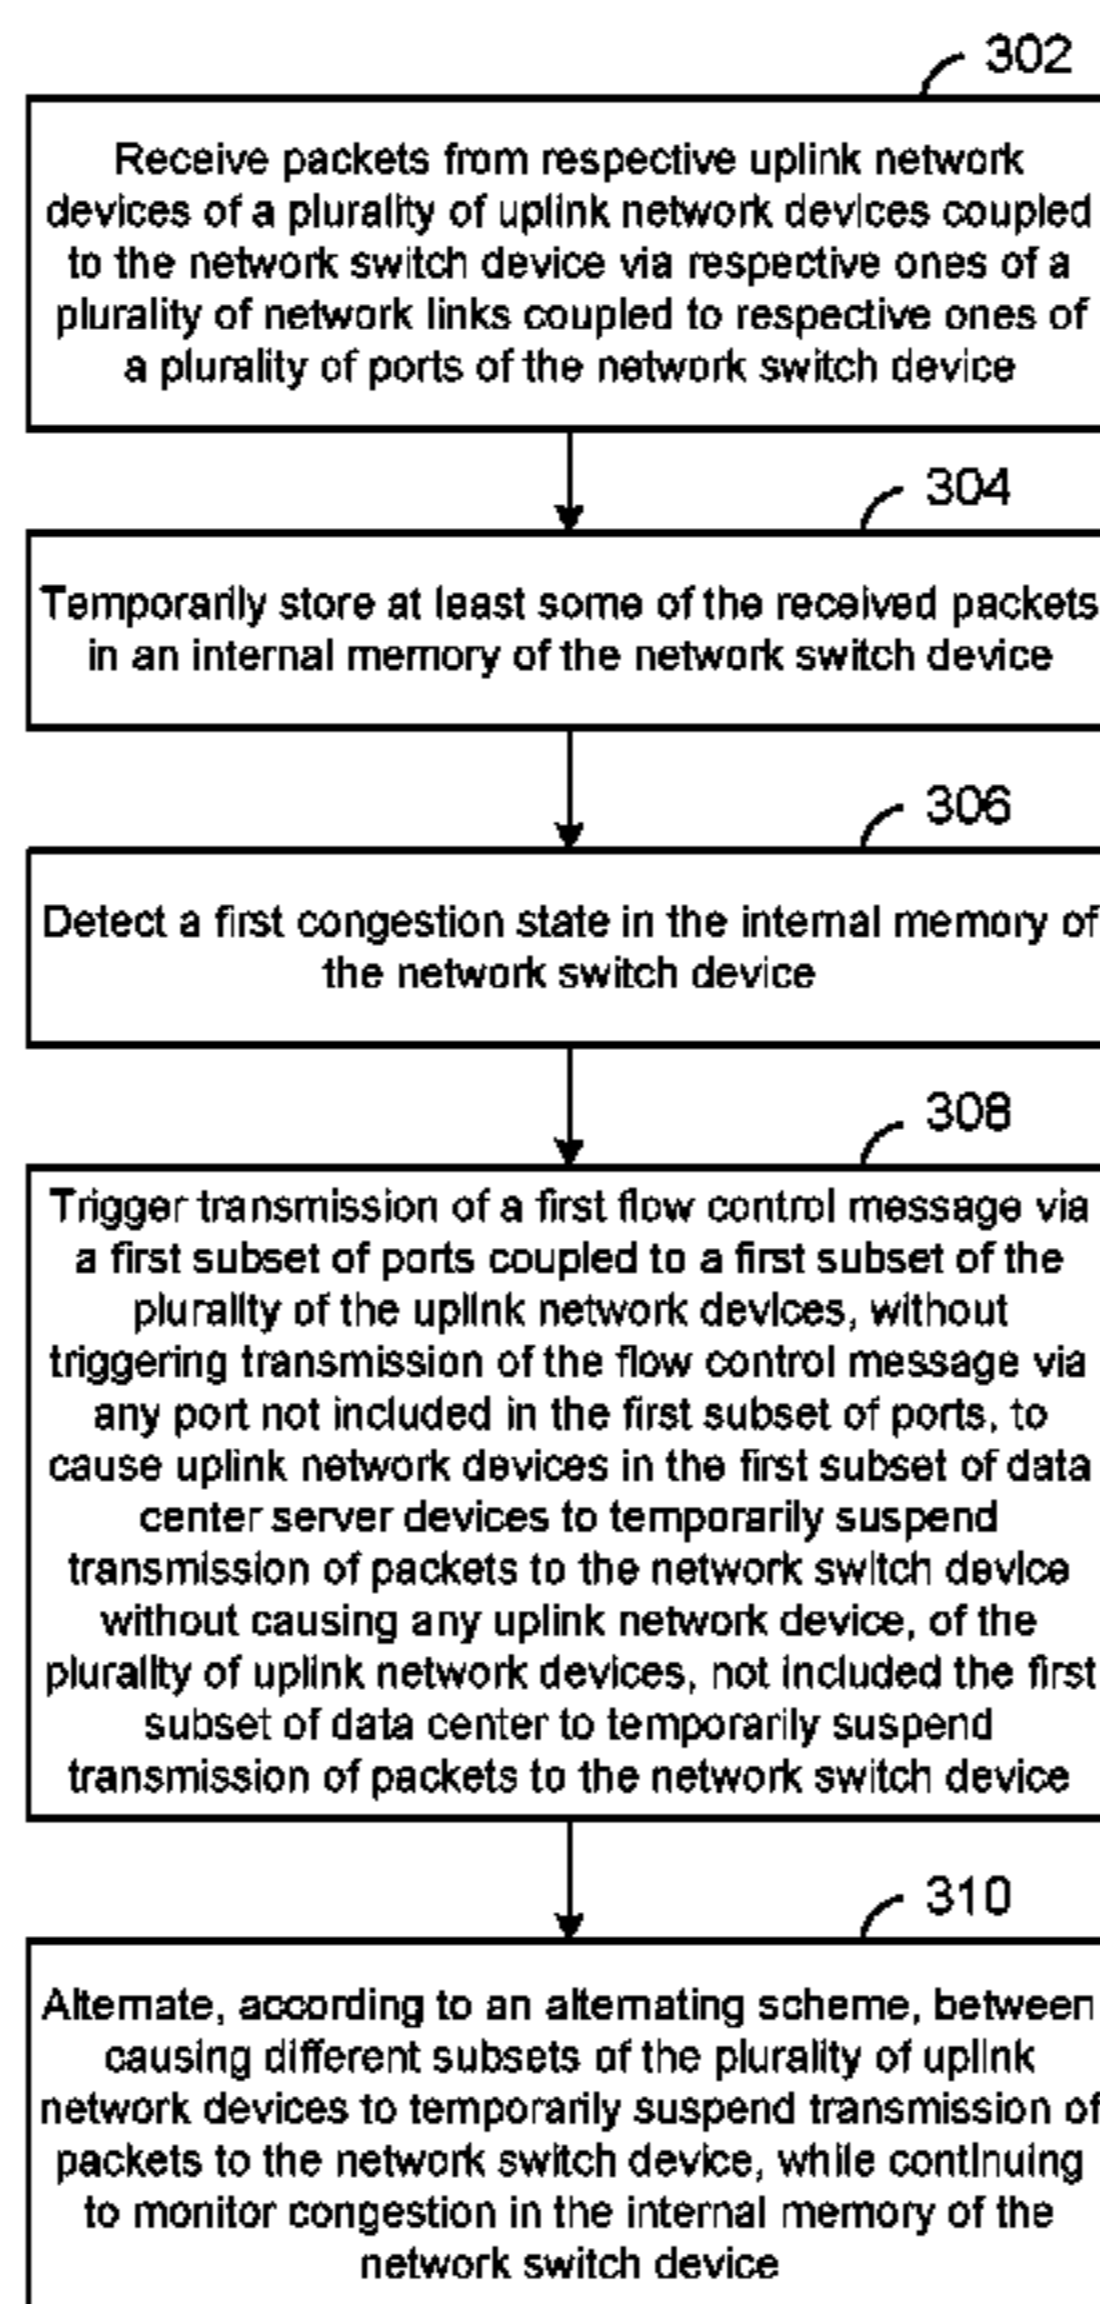 302
Receive packets from respective uplink network
devices of a plurality of uplink network devices coupled
to the network switch device via respective ones of a
plurality of network links coupled to respective ones of
a plurality of ports of the network switch device
304
Temporarily store at least some of the received packets
in an internal memory of the network switch device
306
Detect a first congestion state in the internal memory of
the network switch device
308
Trigger transmission of a first flow control message via
a first subset of ports coupled to a first subset of the
plurality of the uplink network devices, without
triggering transmission of the flow control message via
any port not included in the first subset of ports, to
cause uplink network devices in the first subset of data
center server devices to temporarily suspend
transmission of packets to the network switch device
without causing any uplink network device, of the
plurality of uplink network devices, not included the first
subset of data center to temporarily suspend
transmission of packets to the network switch device
310
Alternate, according to an alternating scheme, between
causing different subsets of the plurality of uplink
network devices to temporarily suspend transmission of
packets to the network switch device, while continuing
to monitor congestion in the internal memory of the
network switch device